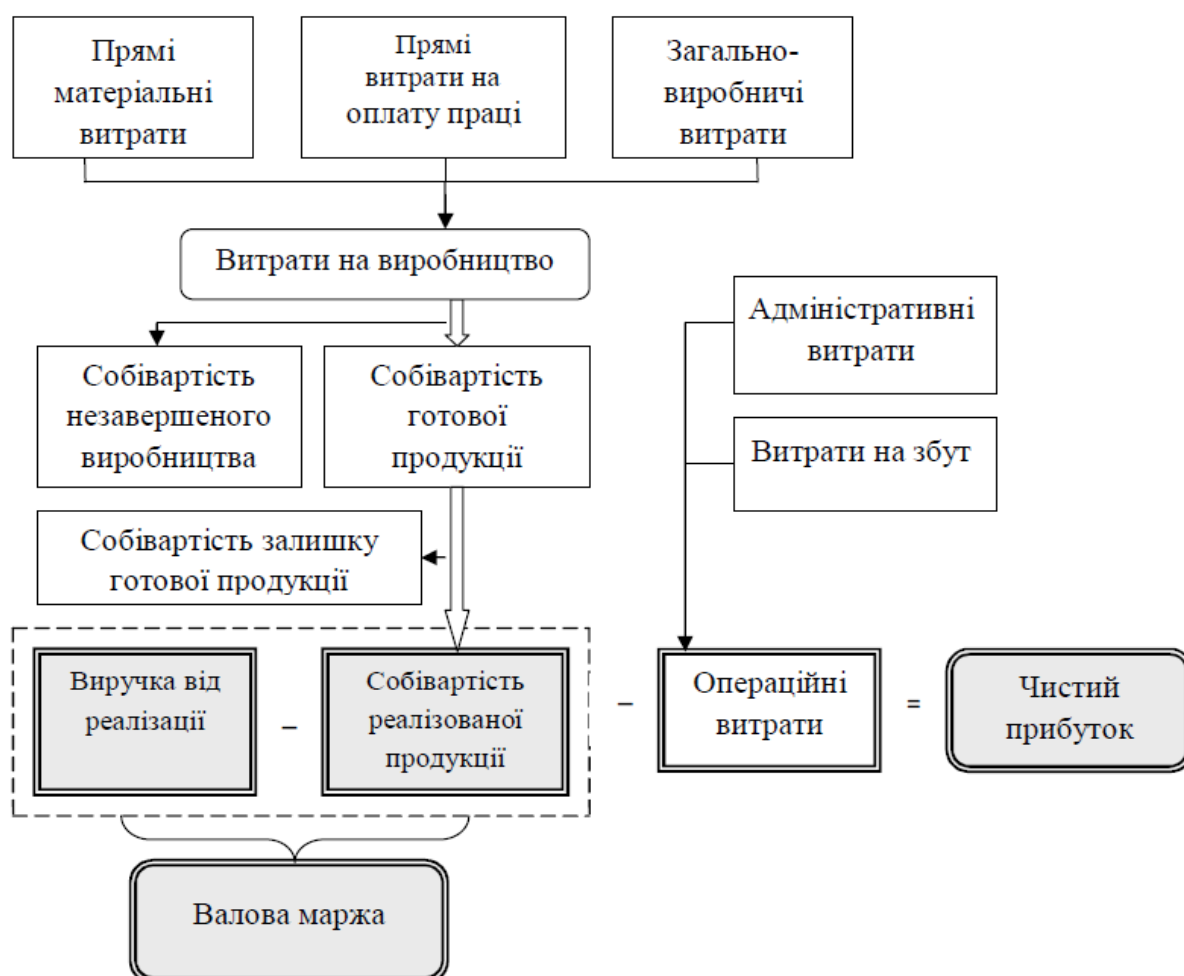 Прямі
матеріальні
витрати
Прямі
витрати на
оплату праці
Загально-
виробничі
витрати
Витрати на виробництво
Адміністративні
витрати
Собівартість
незавершеного
виробництва
Собівартість
готової
продукції
Витрати на збут
Собівартість залишку
готової продукції
Виручка від
реалізації
–
Собівартість
реалізованої
продукції
–
Операційні
витрати
=
Чистий
прибуток
Валова маржа